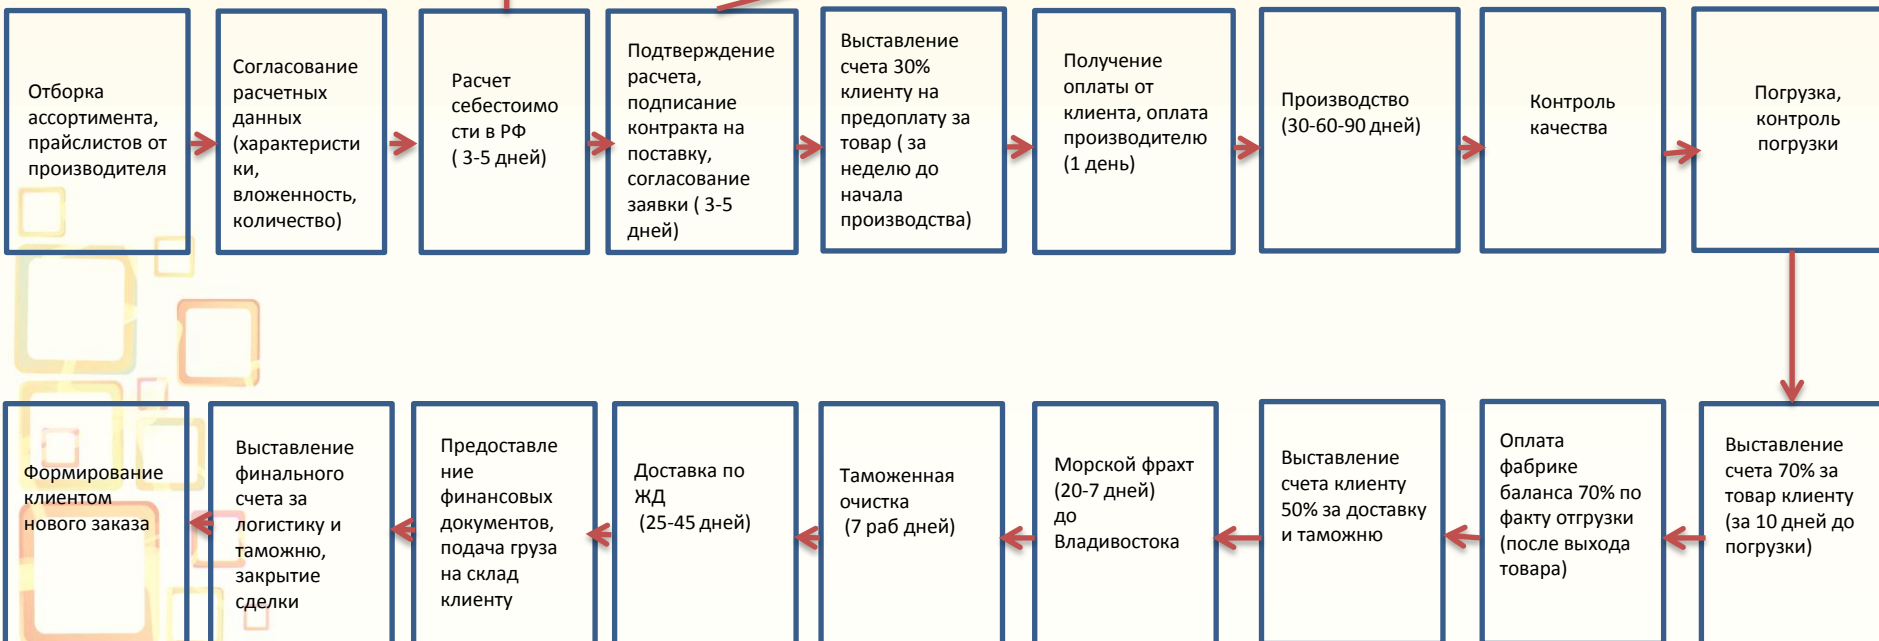 Отборка
ассортимента,
прайслистов от
производителя
Согласование
расчетных
данных
(характеристи
ки,
вложенность,
количество)
Расчет
себестоимо
сти в РФ
( 3-5 дней)
Подтверждение
расчета,
подписание
контракта на
поставку,
согласование
заявки ( 3-5
дней)
Выставление
счета 30%
клиенту на
предоплату за
товар ( за
неделю до
начала
производства)
Получение
оплаты от
клиента, оплата
производителю
(1 день)
Производство
(30-60-90 дней)
Контроль
качества
Погрузка,
контроль
погрузки
Выставление
счета 70% за
товар клиенту
(за 10 дней до
погрузки)
Оплата
фабрике
баланса 70% по
факту отгрузки
(после выхода
товара)
Выставление
счета клиенту
50% за доставку
и таможню
Морской фрахт
(20-7 дней)
до
Владивостока
Таможенная
очистка
(7 раб дней)
Доставка по
ЖД
(25-45 дней)
Предоставле
ние
финансовых
документов,
подача груза
на склад
клиенту
Выставление
финального
счета за
логистику и
таможню,
закрытие
сделки
Формирование
клиентом
нового заказа